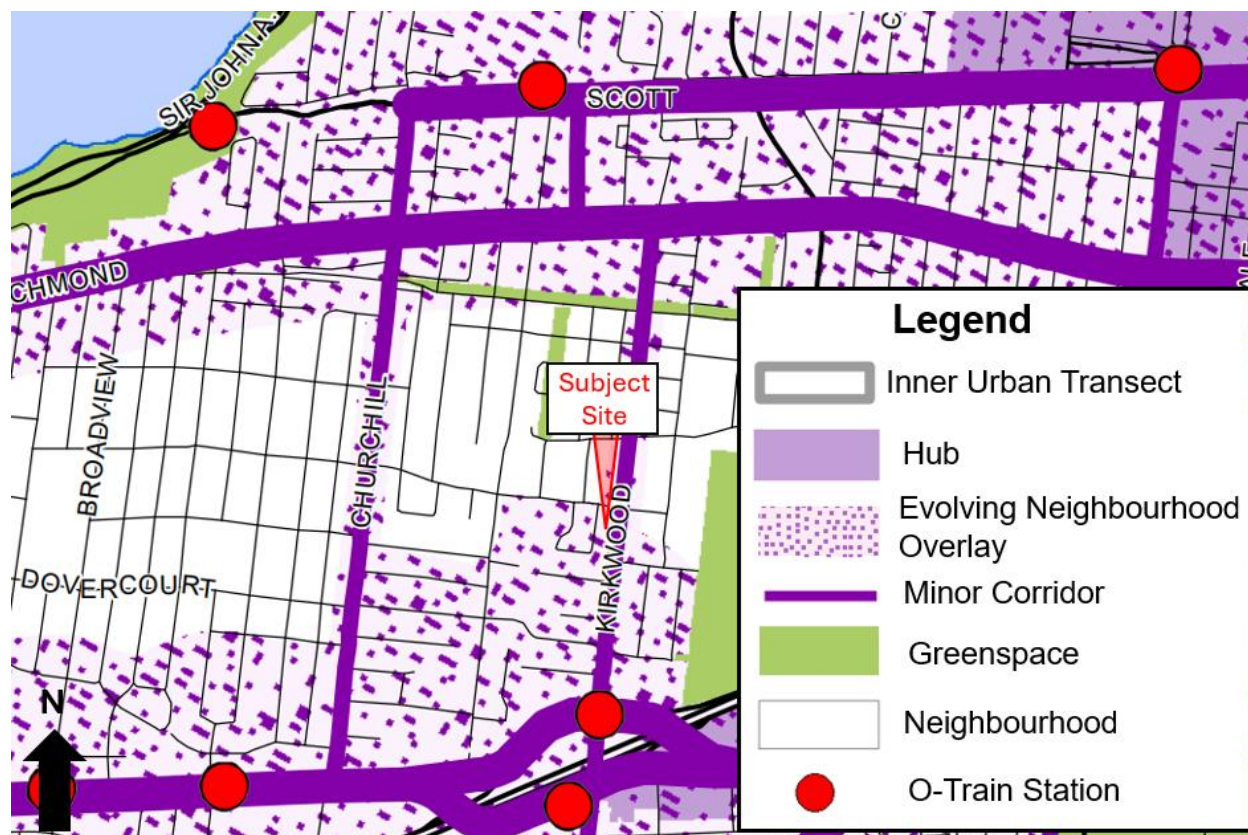 SIR JOHN A.
SCOTT
CHMOND
BROADVIEW
CHURCHILL
Subject
Site
KIRKWOOD
DOVERCOURT
N
Legend
Inner Urban Transect
Hub
Evolving Neighbourhood
Overlay
Minor Corridor
Greenspace
Neighbourhood
O-Train Station